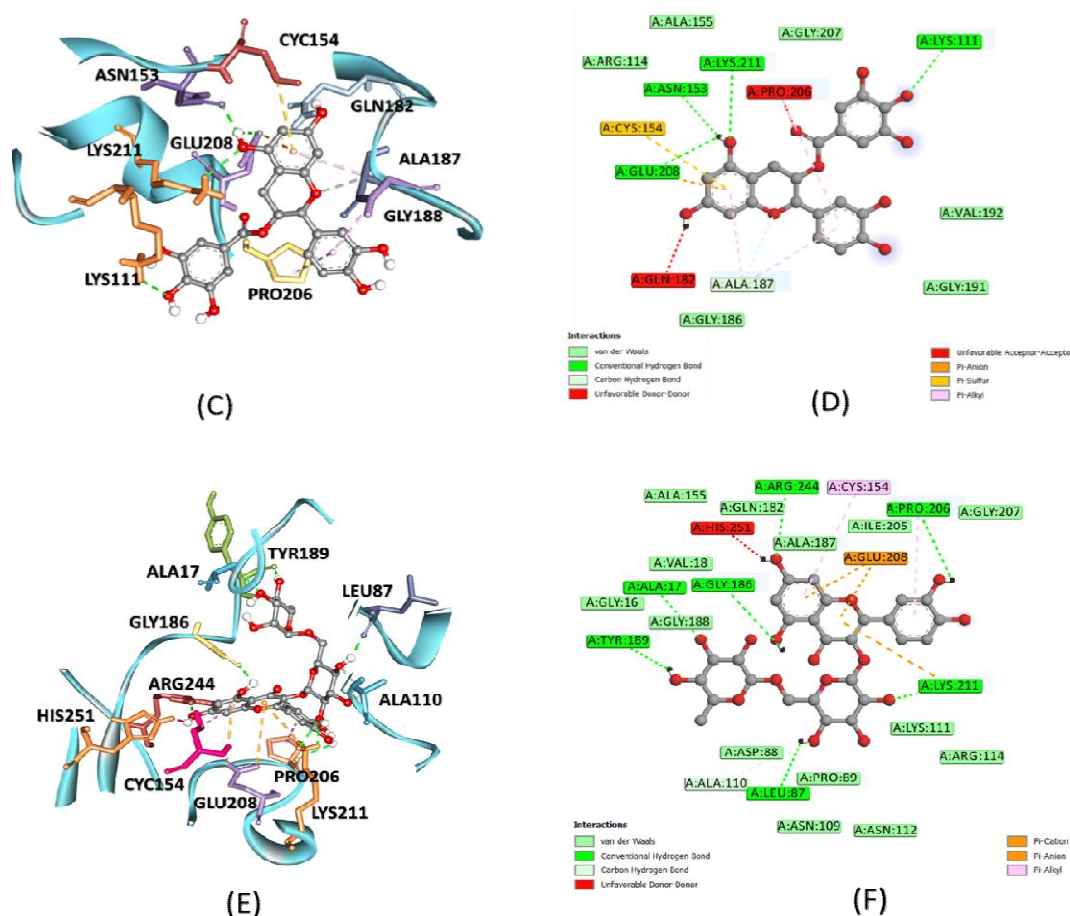 CYC154
ASN153
GLN182
LYS211
GLU208
ALA187
GLY188
LYS111
PRO206
(C)
A:ALA:155
A:GLY:207
A:LYS:111
A:ARG:114
A:LYS:211
A:ASN:153
A:PRO:206
A:CYS:154
A:GLU:208
A:VAL:192
A:GLN:182
A:ALA:187
A:GLY:191
A:GLY:186
Interactions
van der Waals
Conventional Hydrogen Bond
Carbon Hydrogen Bond
Unfavorable Donor-Donor
Unfavorable Acceptor-Acceptor
Pi-Anion
Pi-Sulfur
Pi-Alkyl
(D)
TYR189
ALA17
LEU87
GLY186
ARG244
ALA110
HIS251
PRO206
CYC154
GLU208
LYS211
(E)
A:ARG:244
A:CYS:154
A:ALA:155
A:GLN:182
A:PRO:206
A:GLY:207
A:HIS:251
A:ILE:205
A:ALA:187
A:GLU:208
A:VAL:18
A:ALA:17
A:GLY:186
A:GLY:16
A:GLY:188
A:TYR:189
A:LYS:211
A:LYS:111
A:ASP:88
A:ARG:114
A:ALA:110
A:PRO:89
A:LEU:87
A:ASN:109
A:ASN:112
Interactions
van der Waals
Conventional Hydrogen Bond
Carbon Hydrogen Bond
Unfavorable Donor-Donor
Pi-Cation
Pi-Anion
Pi-Alkyl
(F)